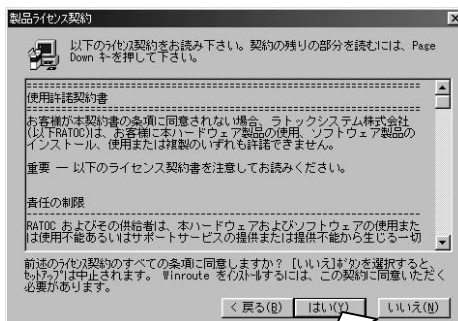 製品ライセンス契約
以下のライセンス契約をお読み下さい。契約の残りの部分を読むには、Page
Down キーを押して下さい。
使用許諾契約書
お客様が本契約書の条項に同意されない場合、ラトックシステム株式会社
(以下RATOC)は、お客様に本ハードウェア製品の使用、ソフトウェア製品の
インストール、使用または複製のいずれも許諾できません。
重要 ― 以下のライセンス契約書を注意してお読みください。
責任の制限
RATOC およびその供給者は、本ハードウェアおよびソフトウェアの使用また
は使用不能あるいはサポートサービスの提供または提供不能から生じる一切
前述のライセンス契約のすべての条項に同意しますか? [いいえ]ボタンを選択すると、
セットアップは中止されます。 Winroute をインストールするには、この契約に同意いただく
必要があります。
< 戻る(B) はい(Y) いいえ(N)